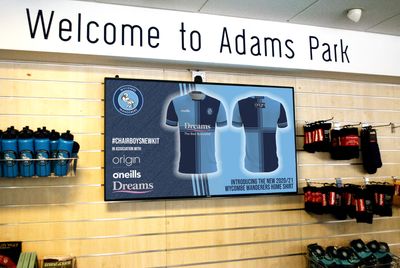 Welcome to Adams Park
#CHAIRBOYSNEWKIT
IN ASSOCIATION WITH
origin
oneills
Dreams
Dreams
origin
INTRODUCING THE NEW 2020/21
WYCOMBE WANDERERS HOME SHIRT